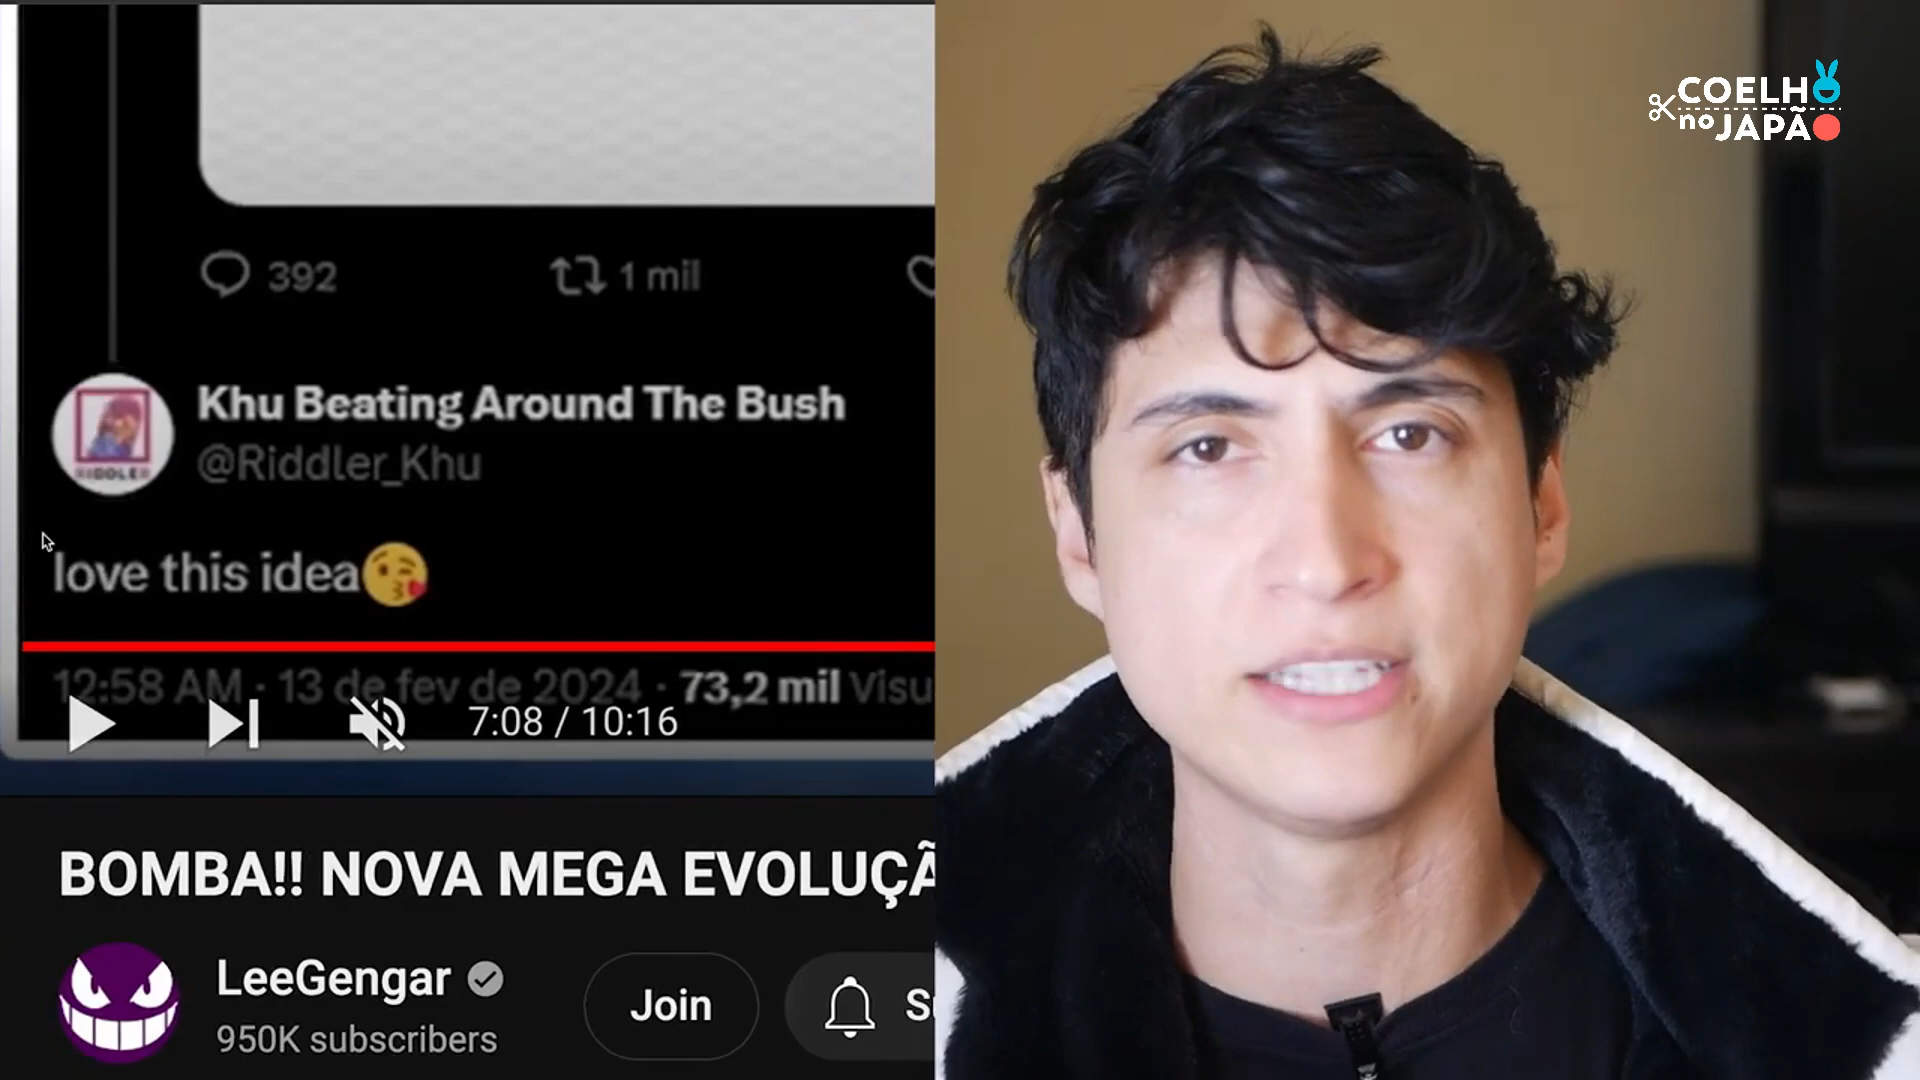 392
1 mil
Khu Beating Around The Bush
@Riddler_Khu
love this idea
12:58 AM · 13 de fev de 2024 · 73,2 mil Visu
7:08 / 10:16
BOMBA!! NOVA MEGA EVOLUÇÃ
LeeGengar
950K subscribers
Join
COELHO
no JAPÃO